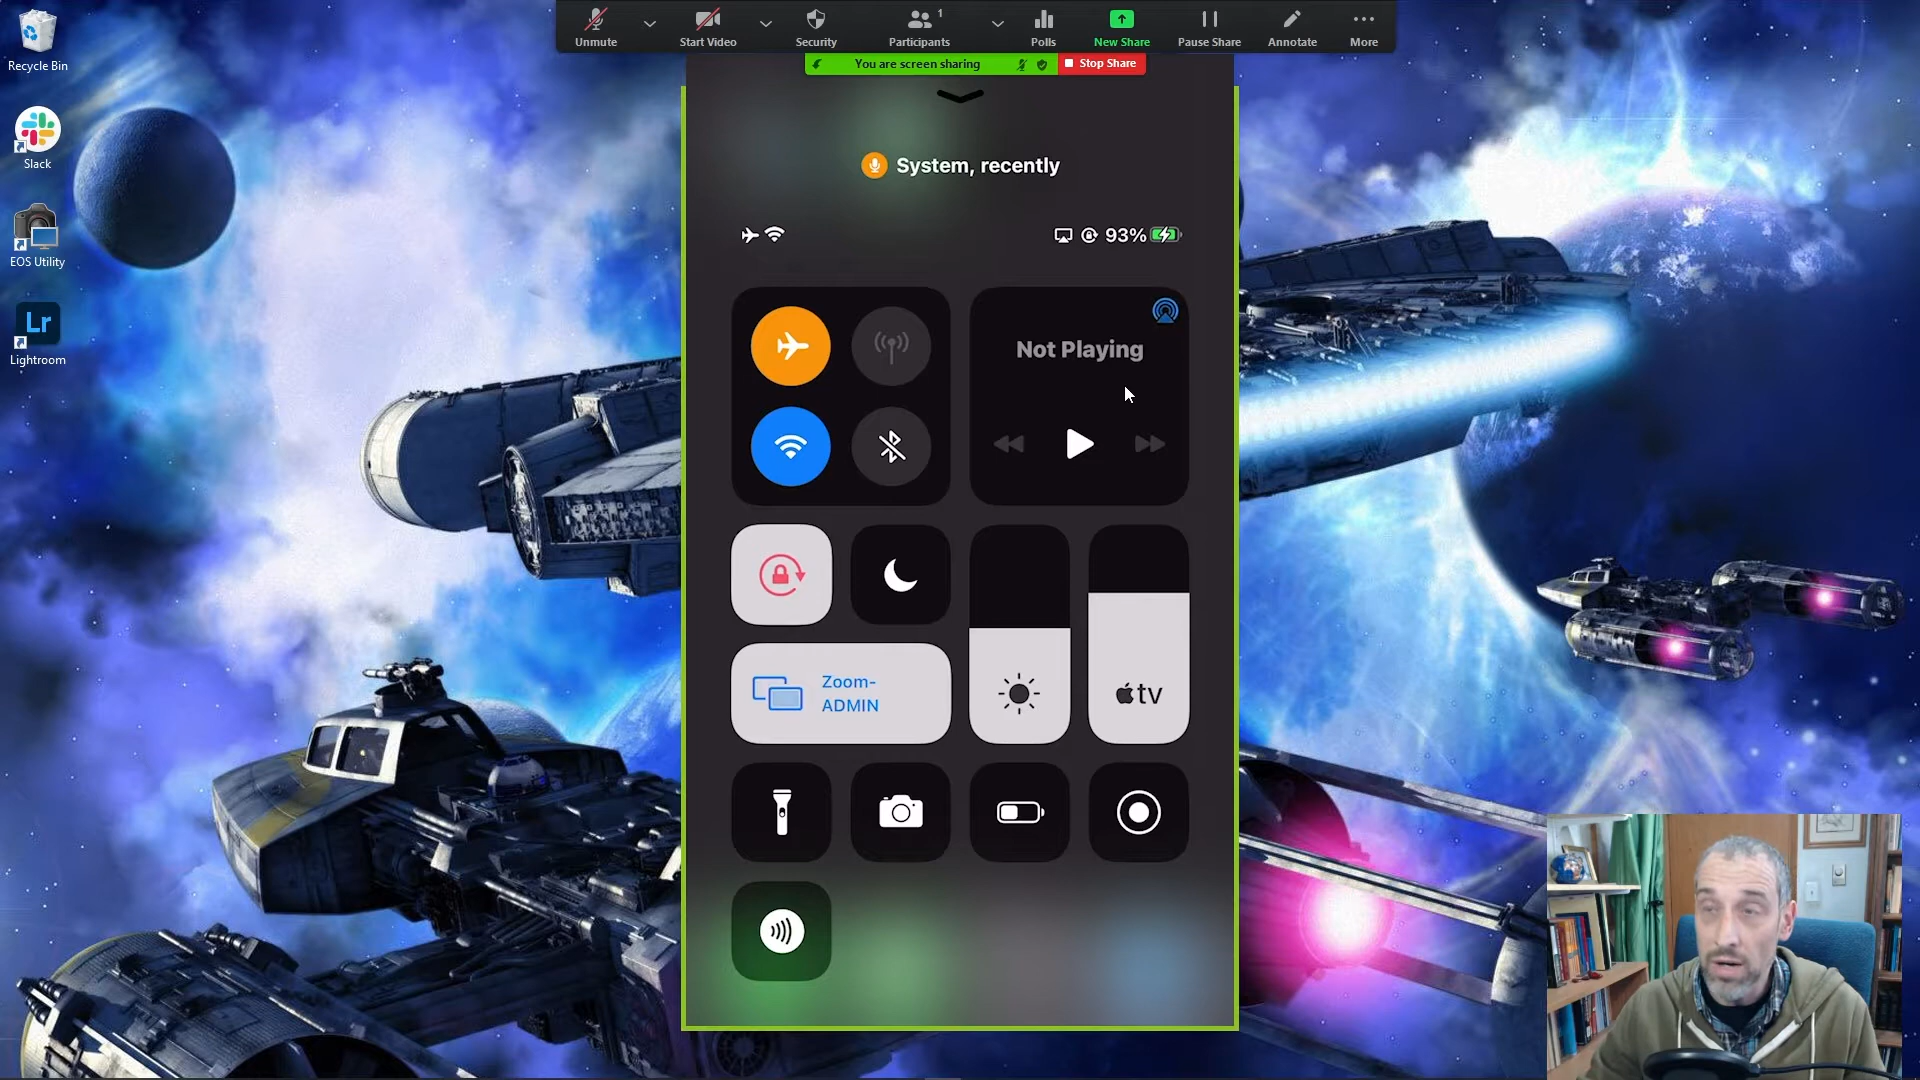 Recycle Bin
Slack
EOS Utility
Lr
Lightroom
Unmute
Start Video
Security
Participants
1
Polls
New Share
Pause Share
Annotate
More
You are screen sharing
Stop Share
System, recently
93%
Not Playing
Zoom-
ADMIN
tv